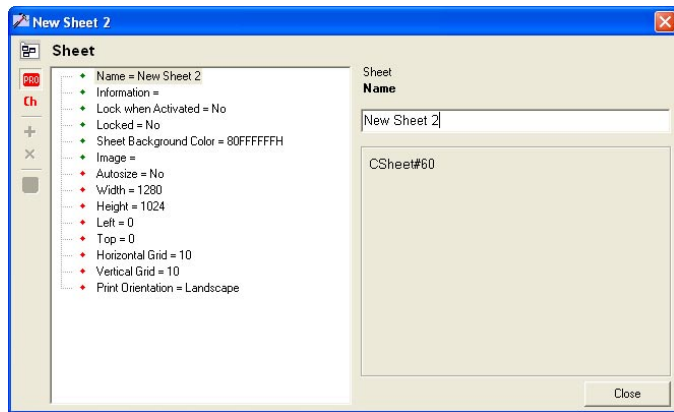 New Sheet 2
Sheet
PRO
Ch
Name = New Sheet 2
Information =
Lock when Activated = No
Locked = No
Sheet Background Color = 80FFFFFFH
Image =
Autosize = No
Width = 1280
Height = 1024
Left = 0
Top = 0
Horizontal Grid = 10
Vertical Grid = 10
Print Orientation = Landscape
Sheet
Name
New Sheet 2
CSheet#60
Close